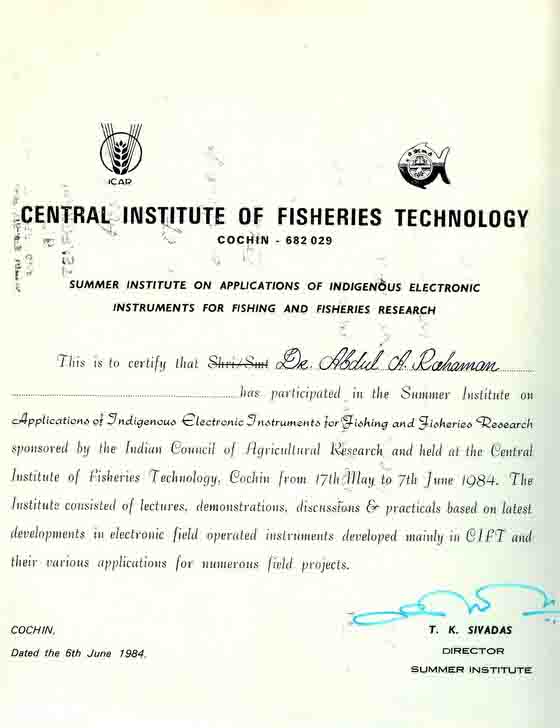 ICAR
CENTRAL INSTITUTE OF FISHERIES TECHNOLOGY
COCHIN - 682 029
SUMMER INSTITUTE ON APPLICATIONS OF INDIGENOUS ELECTRONIC
INSTRUMENTS FOR FISHING AND FISHERIES RESEARCH
This is to certify that Shri/Smt Dr. Abdul A. Rahaman
has participated in the Summer Institute on
Applications of Indigenous Electronic Instruments for Fishing and Fisheries Research
sponsored by the Indian Council of Agricultural Research and held at the Central
Institute of Fisheries Technology, Cochin from 17th May to 7th June 1984. The
Institute consisted of lectures, demonstrations, discussions & practicals based on latest
developments in electronic field operated instruments developed mainly in CIFT and
their various applications for numerous field projects.
COCHIN,
Dated the 6th June 1984.
T. K. SIVADAS
DIRECTOR
SUMMER INSTITUTE